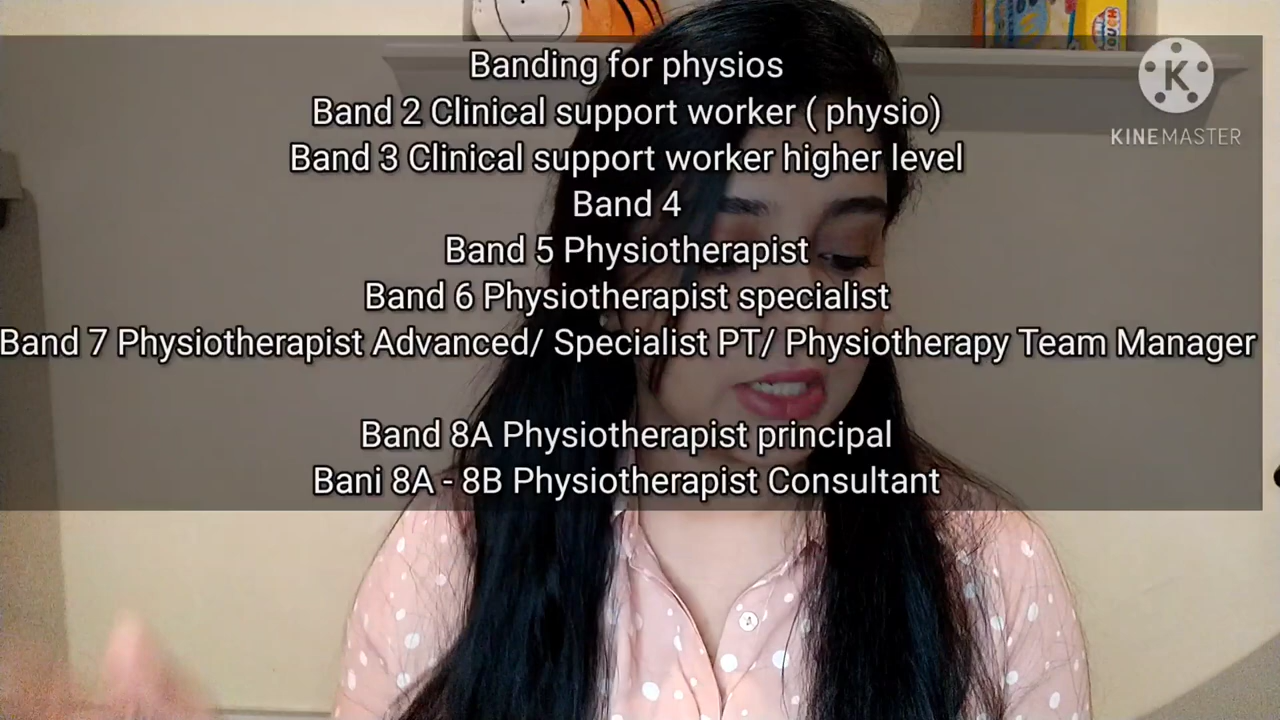 Banding for physios
Band 2 Clinical support worker ( physio)
Band 3 Clinical support worker higher level
Band 4
Band 5 Physiotherapist
Band 6 Physiotherapist specialist
Band 7 Physiotherapist Advanced/ Specialist PT/ Physiotherapy Team Manager
Band 8A Physiotherapist principal
Bani 8A - 8B Physiotherapist Consultant
K
KINEMASTER